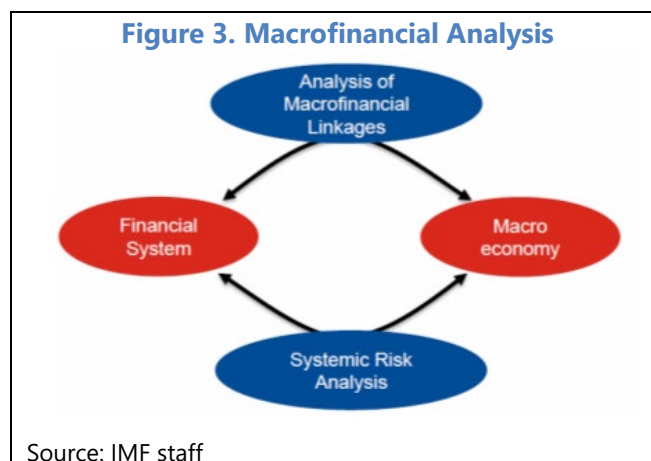 Figure 3. Macrofinancial Analysis
Analysis of
Macrofinancial
Linkages
Financial
System
Macro
economy
Systemic Risk
Analysis
Source: IMF staff